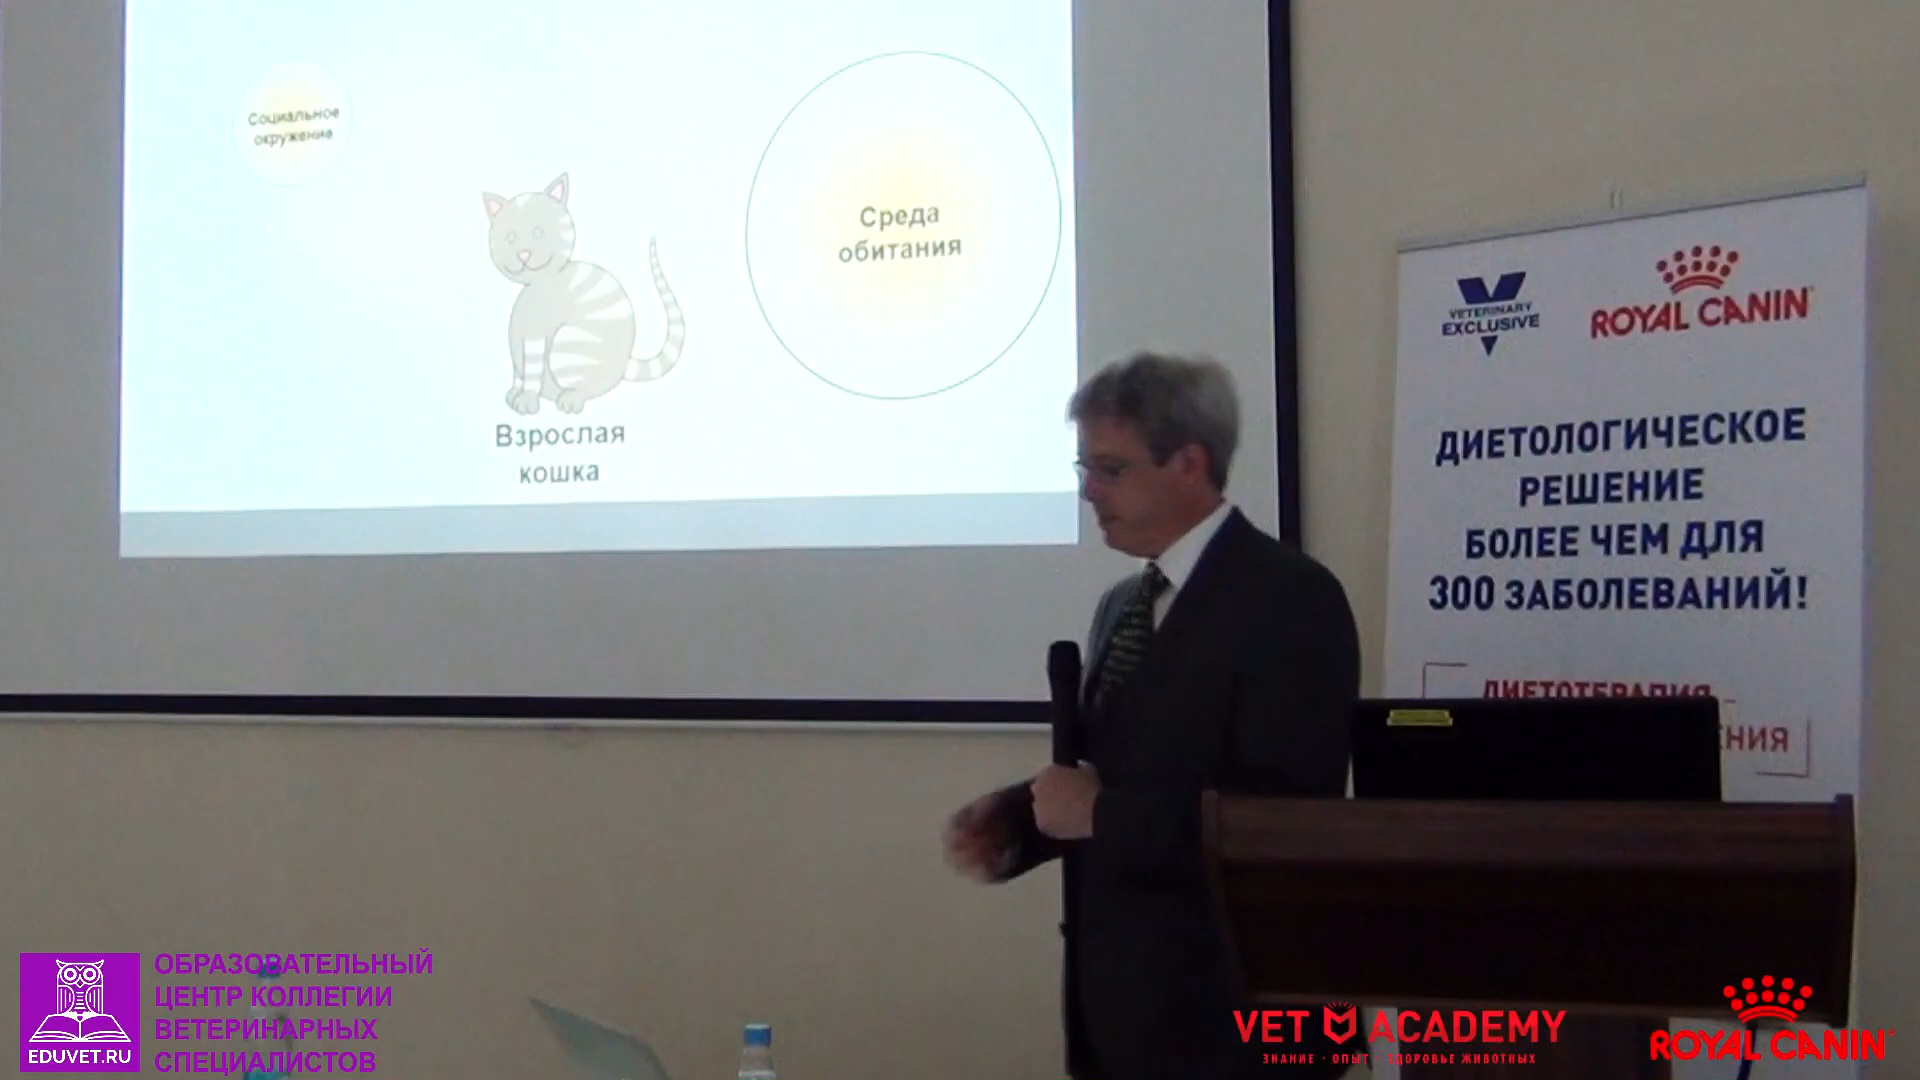 Социальное
окружение
Среда
обитания
Взрослая
кошка
VETERINARY
EXCLUSIVE
ROYAL CANIN
ДИЕТОЛОГИЧЕСКОЕ
РЕШЕНИЕ
БОЛЕЕ ЧЕМ ДЛЯ
300 ЗАБОЛЕВАНИЙ!
ДИЕТОТЕРАПИЯ
ОБРАЗОВАТЕЛЬНЫЙ
ЦЕНТР КОЛЛЕГИИ
ВЕТЕРИНАРНЫХ
СПЕЦИАЛИСТОВ
EDUVET.RU
VET ACADEMY
ЗНАНИЕ · ОПЫТ · ЗДОРОВЬЕ ЖИВОТНЫХ
ROYAL CANIN